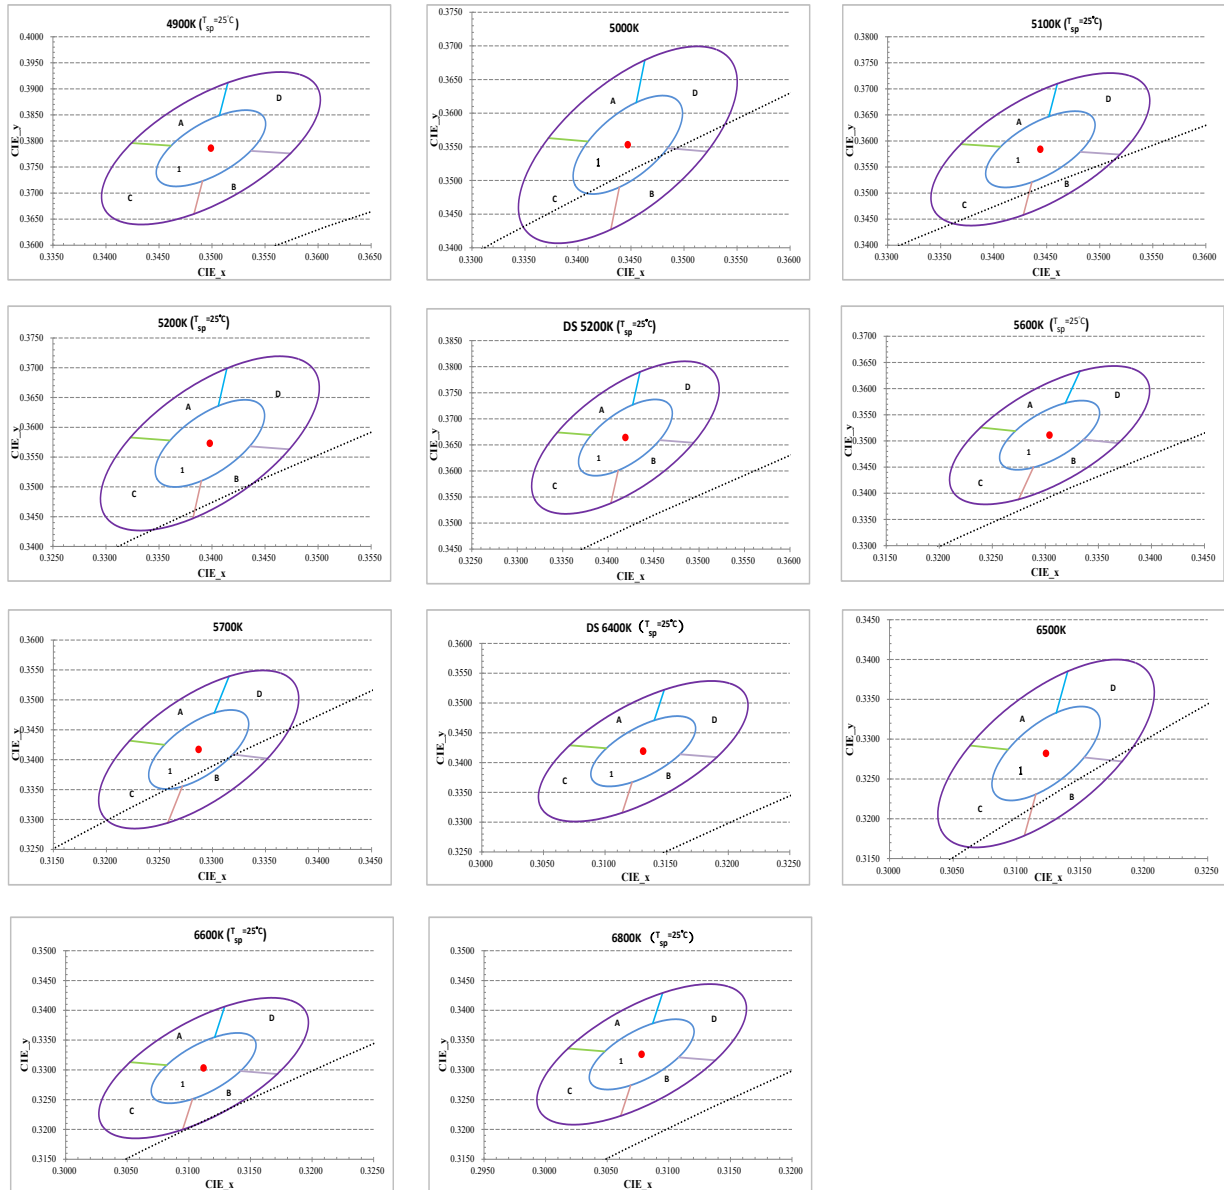 4900K (Tsp=25°C)
CIE_y
0.4000
0.3950
0.3900
0.3850
0.3800
0.3750
0.3700
0.3650
0.3600
A
D
1
B
C
0.3350 0.3400 0.3450 0.3500 0.3550 0.3600 0.3650
CIE_x
5000K
CIE_y
0.3750
0.3700
0.3650
0.3600
0.3550
0.3500
0.3450
0.3400
A
D
1
B
C
0.3300 0.3350 0.3400 0.3450 0.3500 0.3550 0.3600
CIE_x
5100K (Tsp=25°C)
CIE_y
0.3800
0.3750
0.3700
0.3650
0.3600
0.3550
0.3500
0.3450
0.3400
D
A
1
B
C
0.3300 0.3350 0.3400 0.3450 0.3500 0.3550 0.3600
CIE_x
5200K (Tsp=25°C)
CIE_y
0.3750
0.3700
0.3650
0.3600
0.3550
0.3500
0.3450
0.3400
D
A
1
B
C
0.3250 0.3300 0.3350 0.3400 0.3450 0.3500 0.3550
CIE_x
DS 5200K (Tsp=25°C)
CIE_y
0.3850
0.3800
0.3750
0.3700
0.3650
0.3600
0.3550
0.3500
0.3450
D
A
1
B
C
0.3300 0.3350 0.3400 0.3450 0.3500 0.3550 0.3600
CIE_x
5600K (Tsp=25°C)
CIE_y
0.3700
0.3650
0.3600
0.3550
0.3500
0.3450
0.3400
0.3350
0.3300
D
A
1
B
C
0.3150 0.3200 0.3250 0.3300 0.3350 0.3400 0.3450
CIE_x
5700K
CIE_y
0.3600
0.3550
0.3500
0.3450
0.3400
0.3350
0.3300
0.3250
D
A
1
B
C
0.3150 0.3200 0.3250 0.3300 0.3350 0.3400 0.3450
CIE_x
DS 6400K (Tsp=25°C)
CIE_y
0.3600
0.3550
0.3500
0.3450
0.3400
0.3350
0.3300
0.3250
A
D
1
B
C
0.3000 0.3050 0.3100 0.3150 0.3200 0.3250
CIE_x
6500K
CIE_y
0.3450
0.3400
0.3350
0.3300
0.3250
0.3200
0.3150
D
A
1
B
C
0.3000 0.3050 0.3100 0.3150 0.3200 0.3250
CIE_x
6600K (Tsp=25°C)
CIE_y
0.3500
0.3450
0.3400
0.3350
0.3300
0.3250
0.3200
0.3150
D
A
1
B
C
0.3000 0.3050 0.3100 0.3150 0.3200 0.3250
CIE_x
6800K (Tsp=25°C)
CIE_y
0.3500
0.3450
0.3400
0.3350
0.3300
0.3250
0.3200
0.3150
A
D
1
B
C
0.2950 0.3000 0.3050 0.3100 0.3150 0.3200
CIE_x